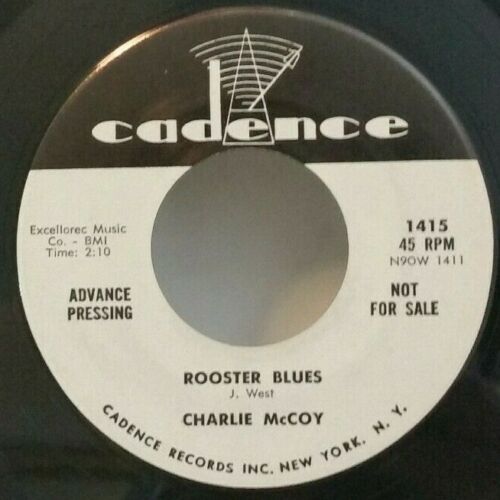 cadence
Excellorec Music
Co. - BMI
Time: 2:10
1415
45 RPM
N9OW 1411
ADVANCE
PRESSING
NOT
FOR SALE
ROOSTER BLUES
J. West
CHARLIE McCOY
CADENCE RECORDS INC. NEW YORK. N. Y.